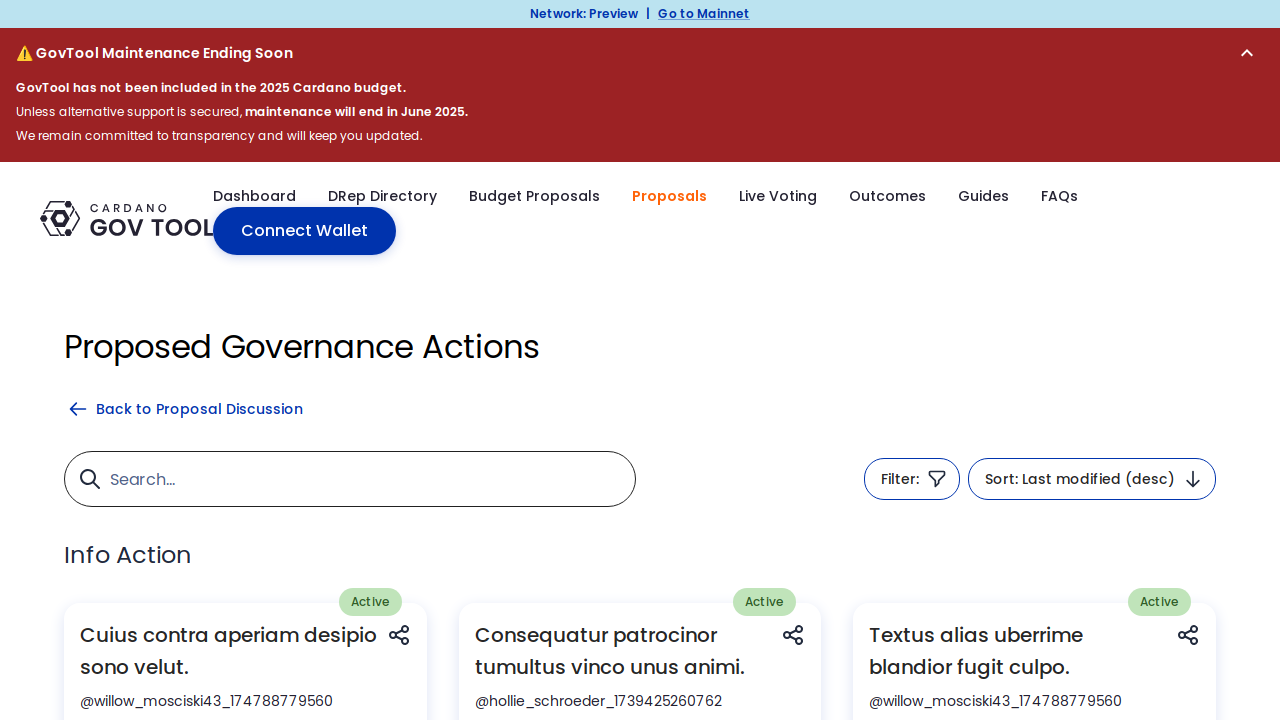 Network: Preview | Go to Mainnet
⚠️ GovTool Maintenance Ending Soon
GovTool has not been included in the 2025 Cardano budget.
Unless alternative support is secured, maintenance will end in June 2025.
We remain committed to transparency and will keep you updated.
CARDANO
GOV TOOL
Dashboard DRep Directory Budget Proposals Proposals Live Voting Outcomes Guides FAQs
Connect Wallet
Proposed Governance Actions
Back to Proposal Discussion
Search...
Filter: Sort: Last modified (desc)
Info Action
Active Active Active
Cuius contra aperiam desipio
sono velut.
@willow_mosciski43_174788779560
Consequatur patrocinor
tumultus vinco unus animi.
@hollie_schroeder_1739425260762
Textus alias uberrime
blandior fugit culpo.
@willow_mosciski43_174788779560